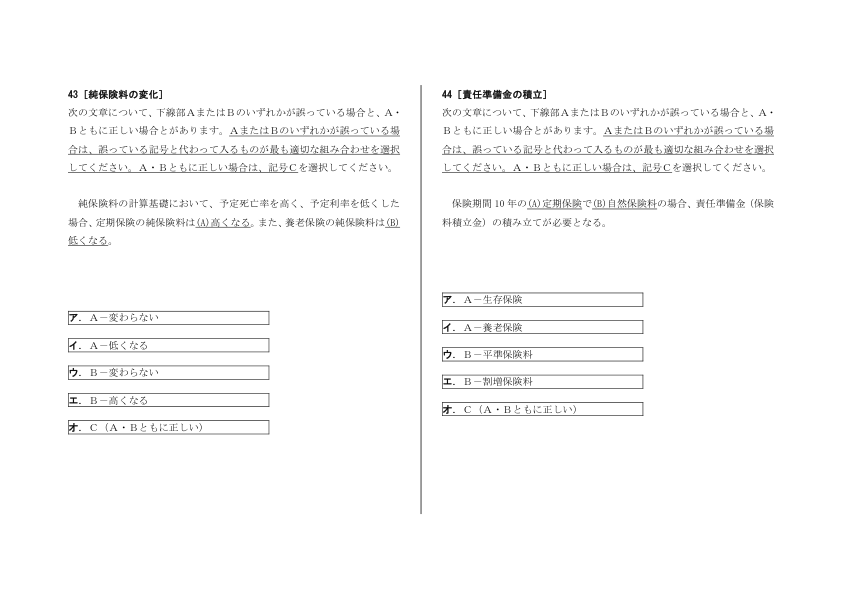 43［純保険料の変化］
次の文章について、下線部ＡまたはＢのいずれかが誤っている場合と、Ａ・
Ｂともに正しい場合とがあります。ＡまたはＢのいずれかが誤っている場
合は、誤っている記号と代わって入るものが最も適切な組み合わせを選択
してください。Ａ・Ｂともに正しい場合は、記号Ｃを選択してください。
純保険料の計算基礎において、予定死亡率を高く、予定利率を低くした
場合、定期保険の純保険料は(A)高くなる。また、養老保険の純保険料は(B)
低くなる。
ア．Ａ－変わらない
イ．Ａ－低くなる
ウ．Ｂ－変わらない
エ．Ｂ－高くなる
オ．Ｃ（Ａ・Ｂともに正しい）
44［責任準備金の積立］
次の文章について、下線部ＡまたはＢのいずれかが誤っている場合と、Ａ・
Ｂともに正しい場合とがあります。ＡまたはＢのいずれかが誤っている場
合は、誤っている記号と代わって入るものが最も適切な組み合わせを選択
してください。Ａ・Ｂともに正しい場合は、記号Ｃを選択してください。
保険期間 10 年の(A)定期保険で(B)自然保険料の場合、責任準備金（保険
料積立金）の積み立てが必要となる。
ア．Ａ－生存保険
イ．Ａ－養老保険
ウ．Ｂ－平準保険料
エ．Ｂ－割増保険料
オ．Ｃ（Ａ・Ｂともに正しい）